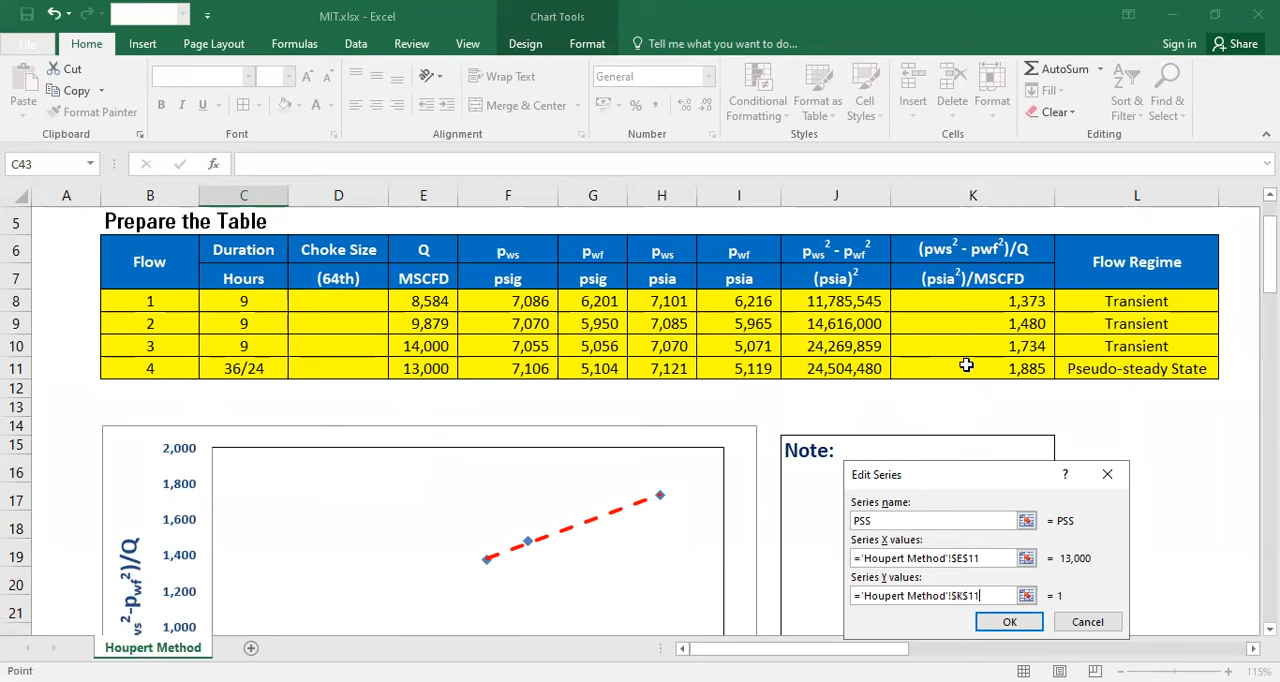 MIT.xlsx - Excel
Chart Tools
File
Home
Insert
Page Layout
Formulas
Data
Review
View
Design
Format
Tell me what you want to do...
Sign in
Share
Paste
Cut
Copy
Format Painter
Clipboard
B I U
A
Font
Wrap Text
Merge & Center
Alignment
General
%
Number
Conditional Formatting
Format as Table
Cell Styles
Styles
Insert
Delete
Format
Cells
AutoSum
Fill
Clear
Sort & Filter
Find & Select
Editing
C43
fx
A B C D E F G H I J K L
5 Prepare the Table
6 Flow Duration Choke Size Q pws pwf pws pwf pws² - pwf² (pws² - pwf²)/Q Flow Regime
7 Hours (64th) MSCFD psig psig psia psia (psia)² (psia²)/MSCFD
8 1 9 8,584 7,086 6,201 7,101 6,216 11,785,545 1,373 Transient
9 2 9 9,879 7,070 5,950 7,085 5,965 14,616,000 1,480 Transient
10 3 9 14,000 7,055 5,056 7,070 5,071 24,269,859 1,734 Transient
11 4 36/24 13,000 7,106 5,104 7,121 5,119 24,504,480 1,885 Pseudo-steady State
12
13
14
15
16
17
18
19
20
21
2,000
1,800
1,600
1,400
1,200
1,000
vs²-pwf²)/Q
Note:
Edit Series
?
Series name:
PSS = PSS
Series X values:
='Houpert Method'!$E$11 = 13,000
Series Y values:
='Houpert Method'!$K$11 = 1
OK
Cancel
Houpert Method
Point
115%